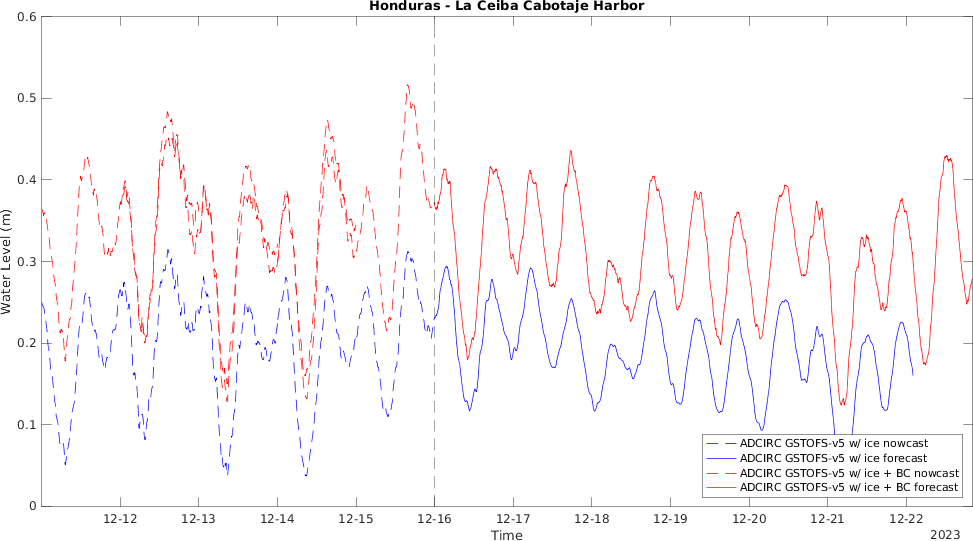 Honduras - La Ceiba Cabotaje Harbor
0.6
0.5
0.4
0.3
0.2
0.1
0
Water Level (m)
12-12
12-13
12-14
12-15
12-16
12-17
12-18
12-19
12-20
12-21
12-22
Time
2023
ADCIRC GSTOFS-v5 w/ ice nowcast
ADCIRC GSTOFS-v5 w/ ice forecast
ADCIRC GSTOFS-v5 w/ ice + BC nowcast
ADCIRC GSTOFS-v5 w/ ice + BC forecast